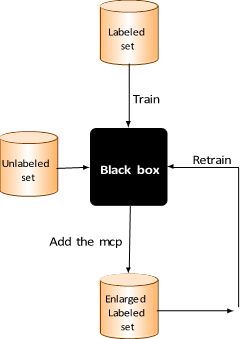 Labeled
set
Train
Unlabeled
set
Black box
Retrain
Add the mcp
Enlarged
Labeled
set